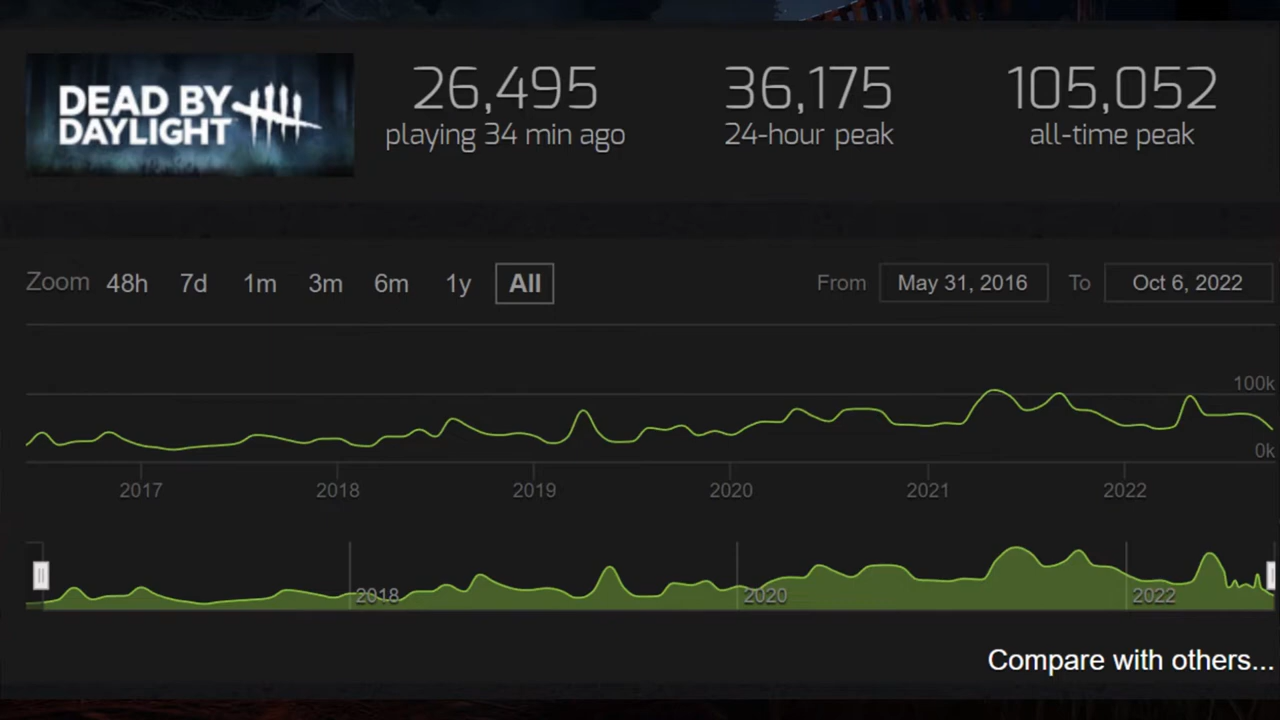 DEAD BY
DAYLIGHT
26,495
playing 34 min ago
36,175
24-hour peak
105,052
all-time peak
Zoom 48h 7d 1m 3m 6m 1y All
From May 31, 2016 To Oct 6, 2022
100k
0k
2017 2018 2019 2020 2021 2022
2018 2020 2022
Compare with others...